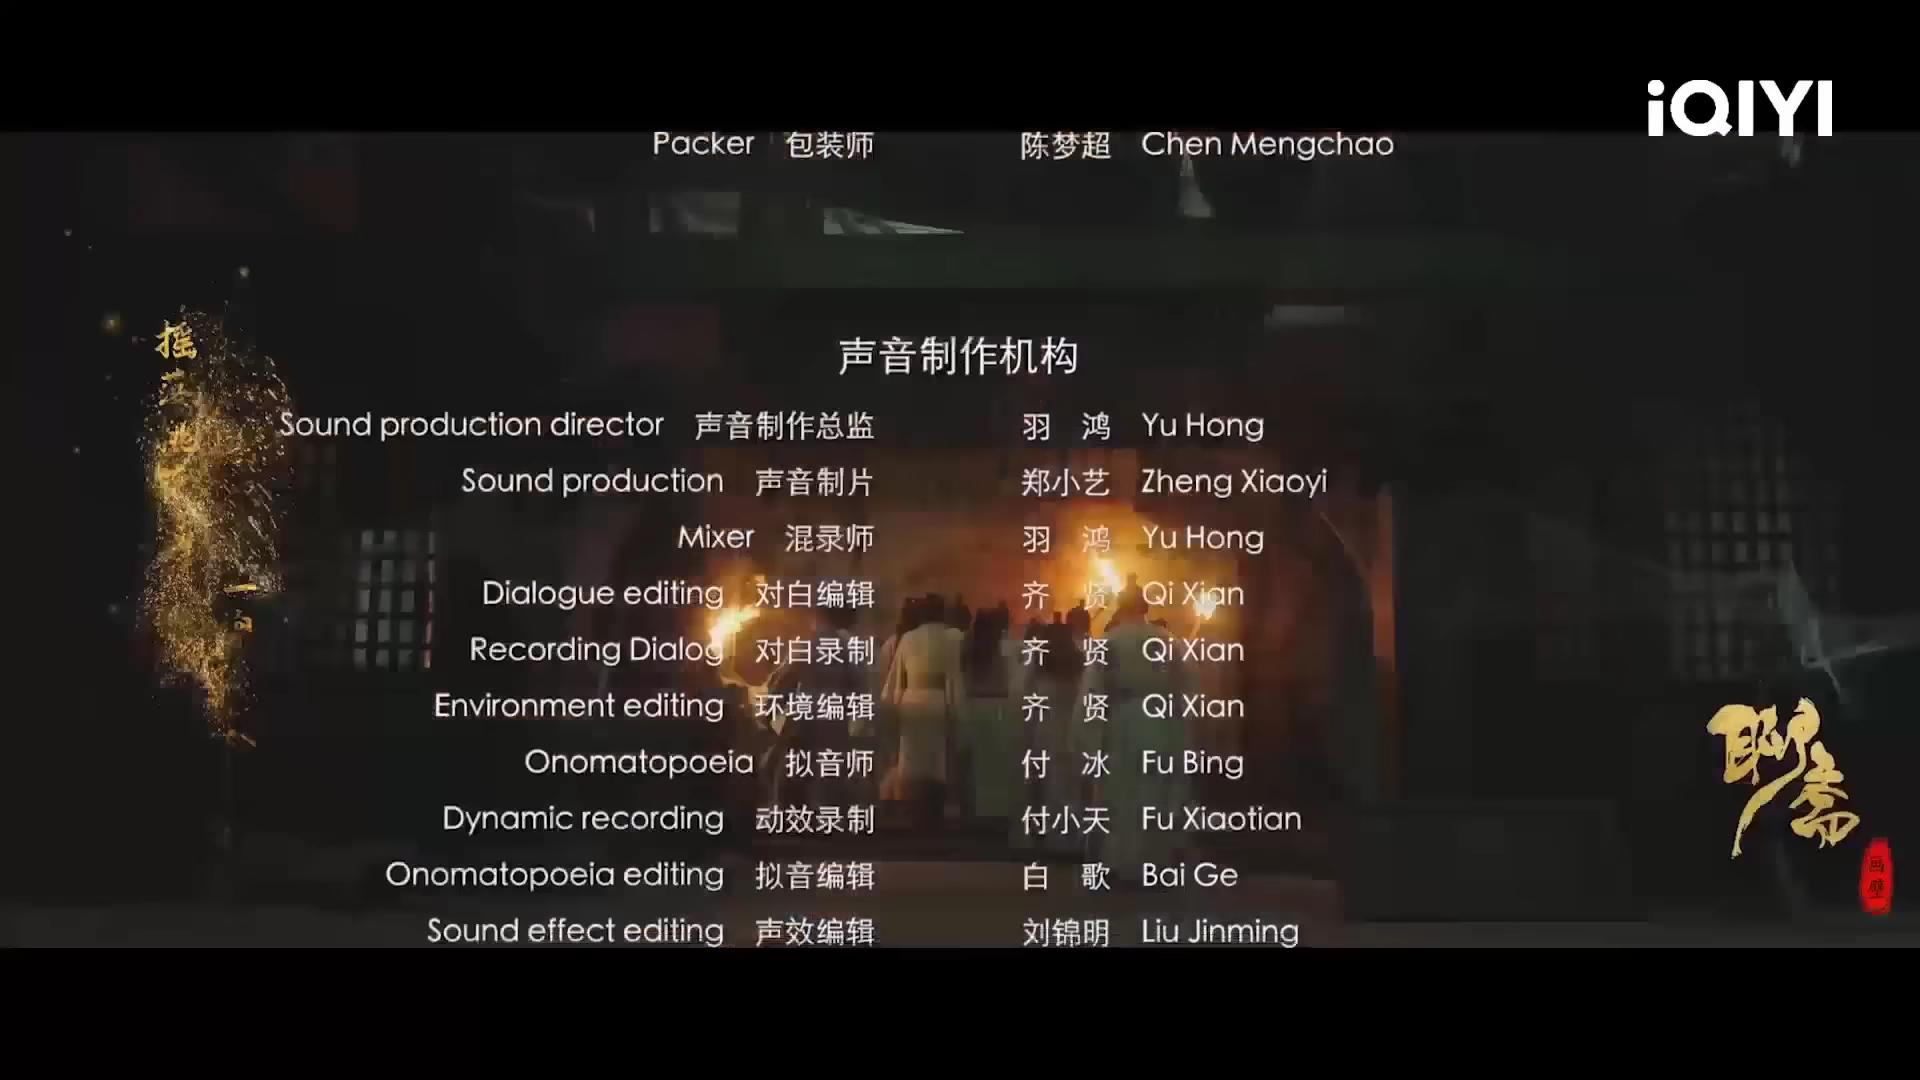 iQIYI
Packer 包装师 陈梦超 Chen Mengchao
声音制作机构
Sound production director 声音制作总监 羽 鸿 Yu Hong
Sound production 声音制片 郑小艺 Zheng Xiaoyi
Mixer 混录师 羽 鸿 Yu Hong
Dialogue editing 对白编辑 齐 贤 Qi Xian
Recording Dialog 对白录制 齐 贤 Qi Xian
Environment editing 环境编辑 齐 贤 Qi Xian
Onomatopoeia 拟音师 付 冰 Fu Bing
Dynamic recording 动效录制 付小天 Fu Xiaotian
Onomatopoeia editing 拟音编辑 白 歌 Bai Ge
Sound effect editing 声效编辑 刘锦明 Liu Jinming
摇
聊斋
画壁